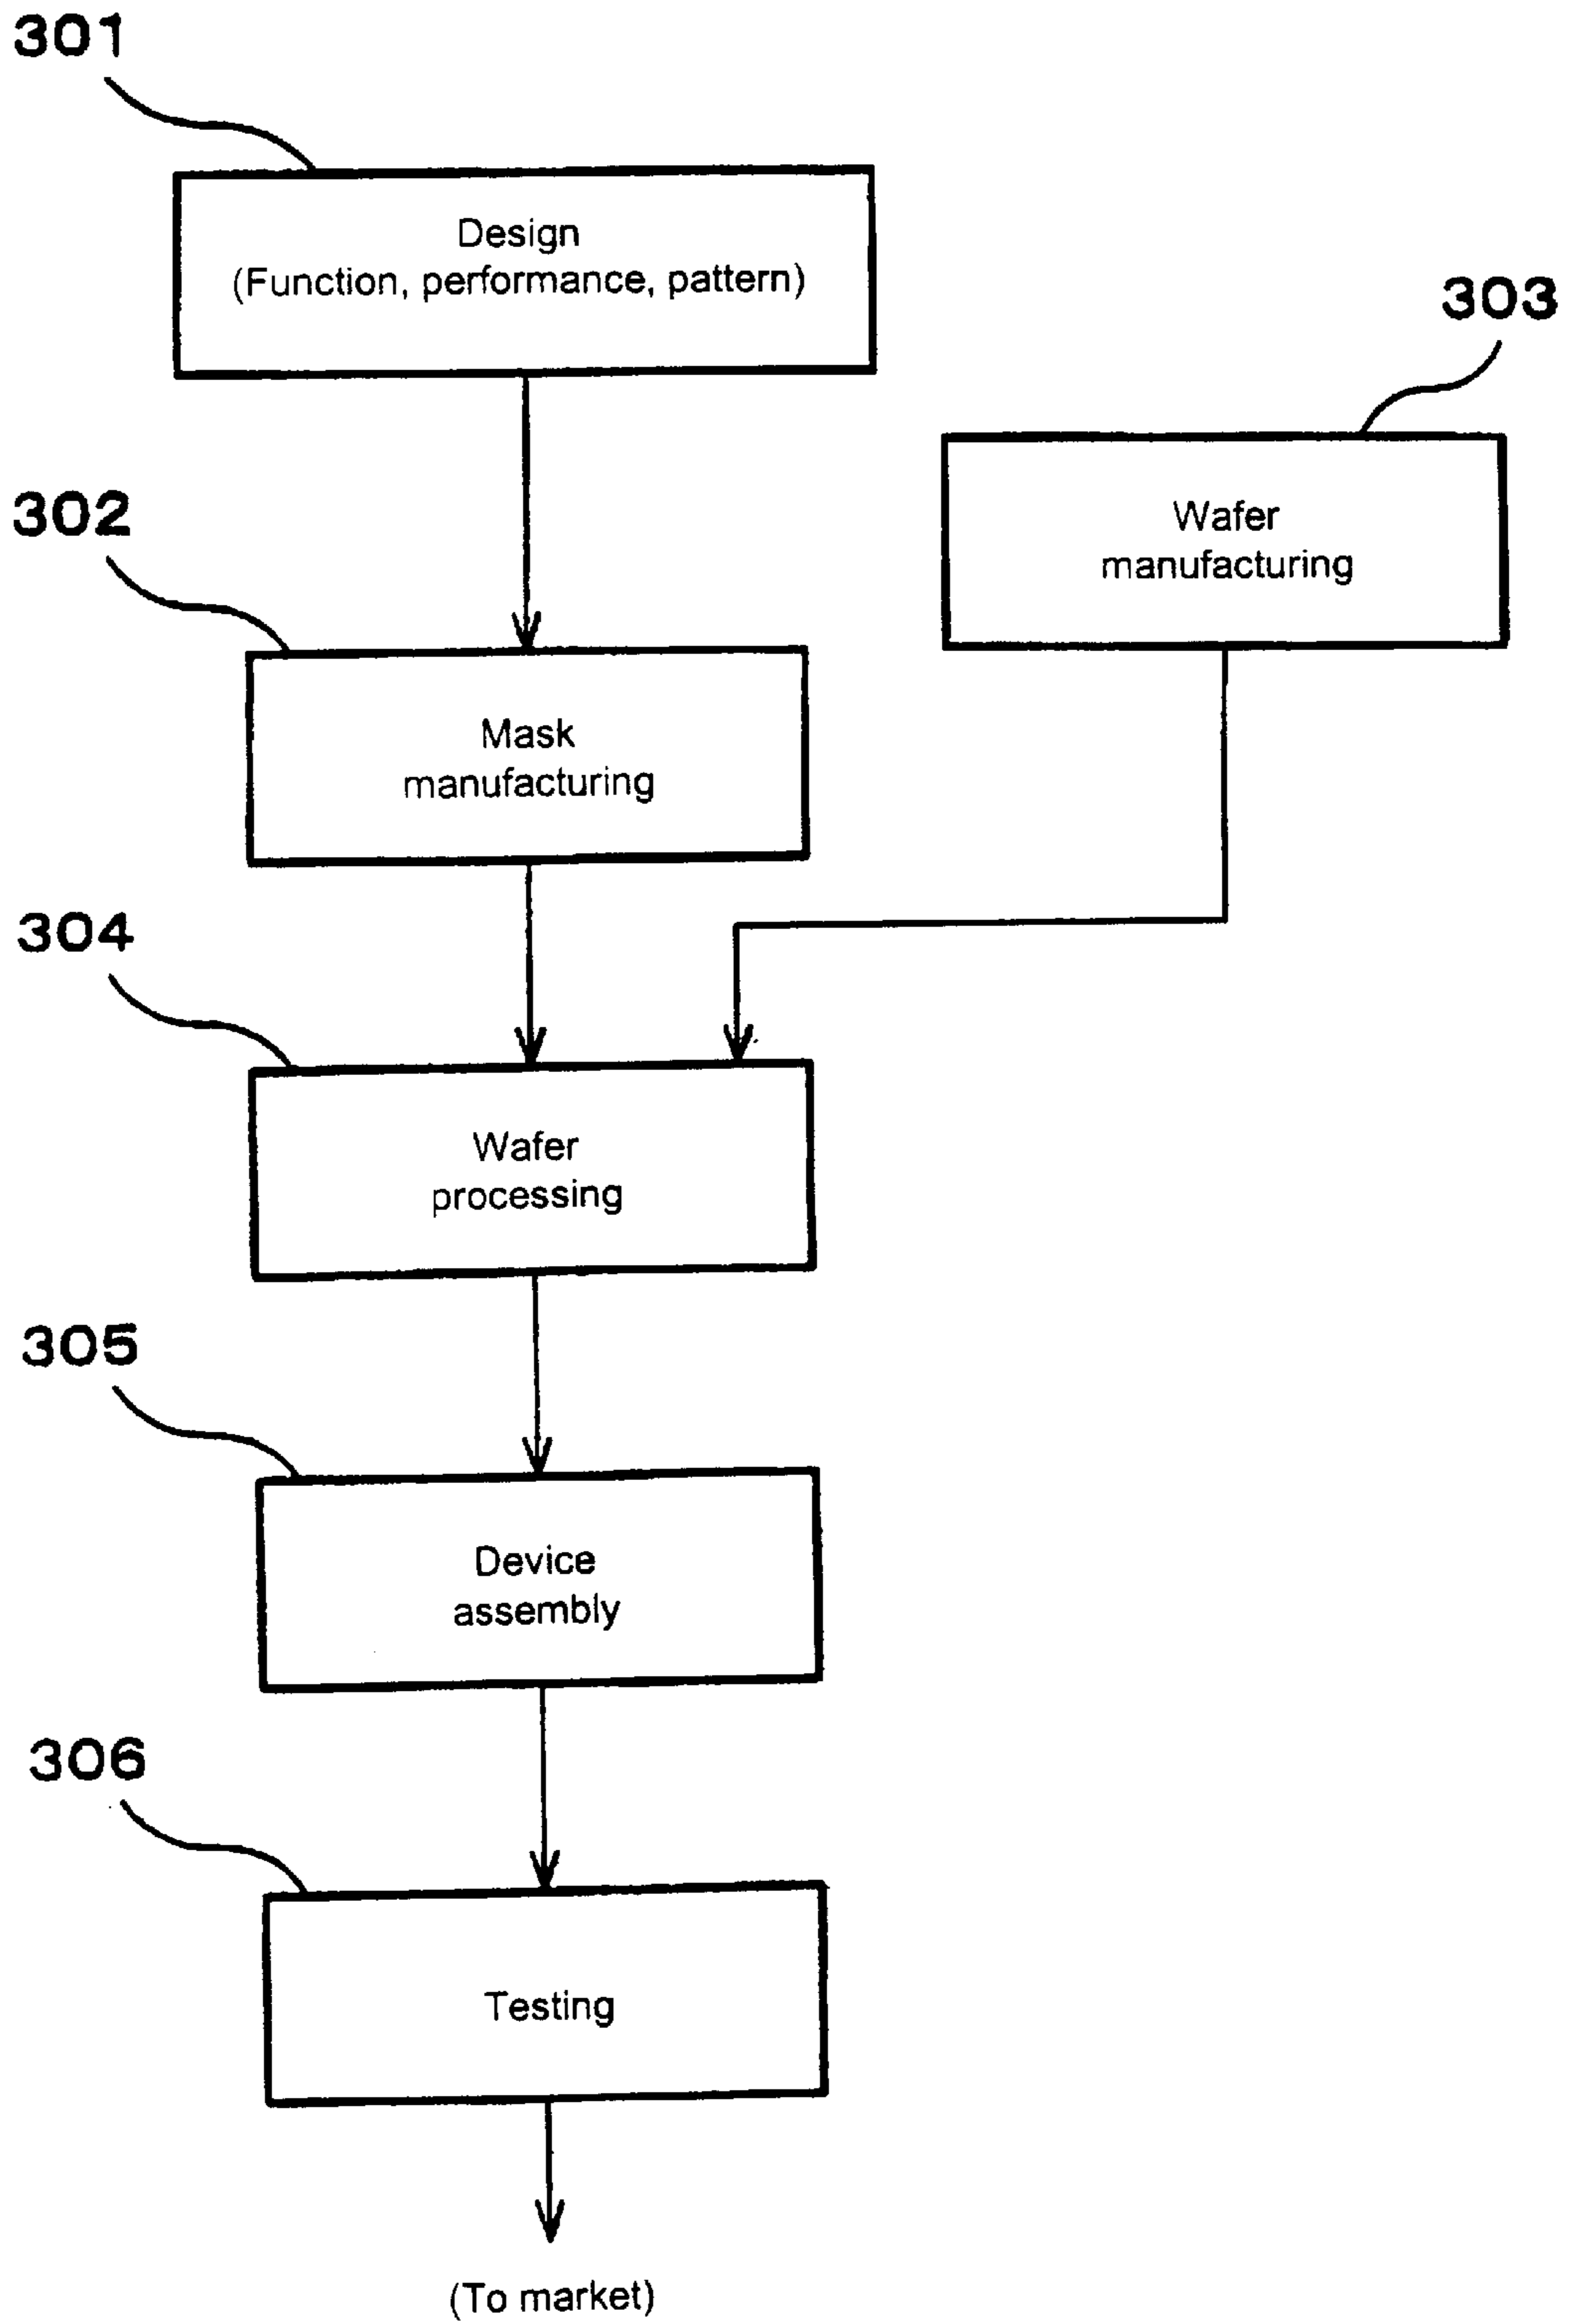 301
Design
(Function, performance, pattern)
303
Wafer
manufacturing
302
Mask
manufacturing
304
Wafer
processing
305
Device
assembly
306
Testing
(To market)